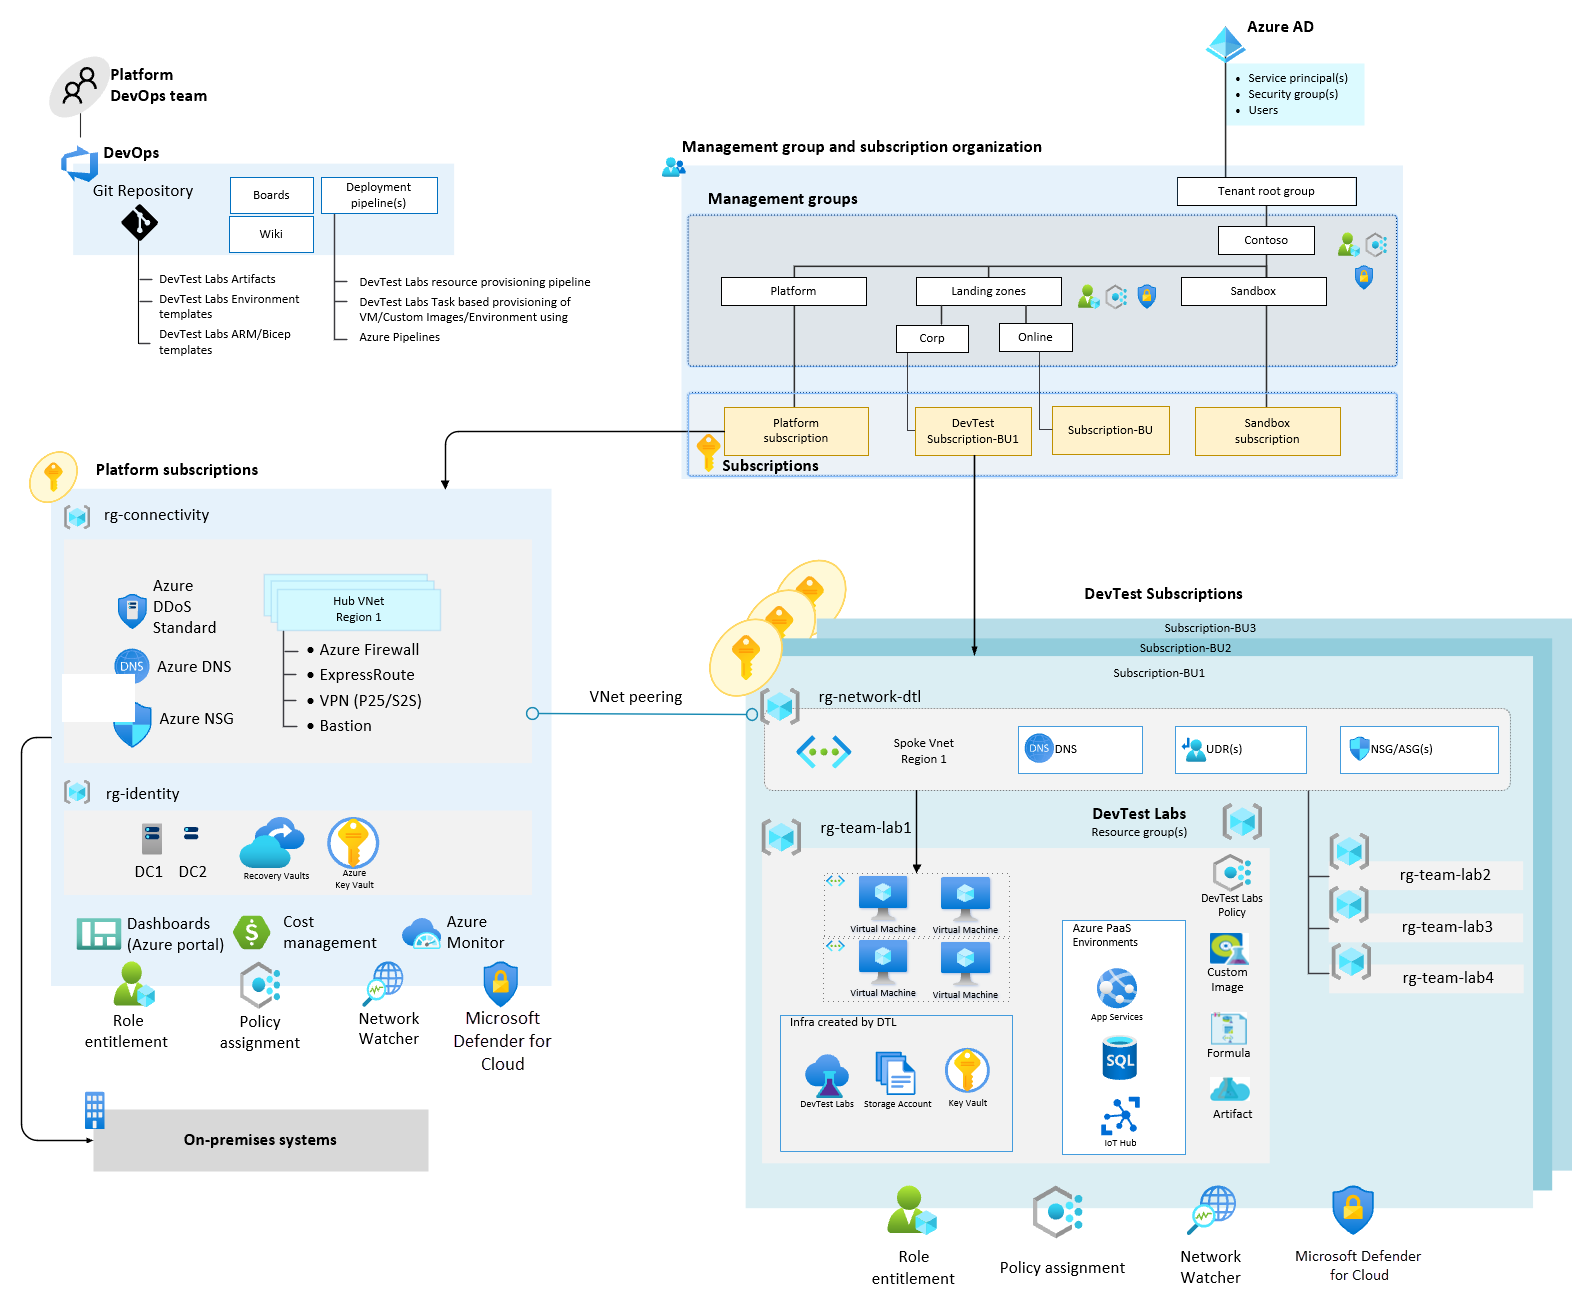 Azure AD
• Service principal(s)
• Security group(s)
• Users
Platform
DevOps team
DevOps
Git Repository
Boards
Wiki
Deployment
pipeline(s)
DevTest Labs Artifacts
DevTest Labs Environment
templates
DevTest Labs ARM/Bicep
templates
DevTest Labs resource provisioning pipeline
DevTest Labs Task based provisioning of
VM/Custom Images/Environment using
Azure Pipelines
Management group and subscription organization
Management groups
Tenant root group
Contoso
Platform
Landing zones
Sandbox
Corp
Online
Platform
subscription
DevTest
Subscription-BU1
Subscription-BU
Sandbox
subscription
Subscriptions
Platform subscriptions
rg-connectivity
Azure
DDoS
Standard
DNS
Azure DNS
Azure NSG
Hub VNet
Region 1
• Azure Firewall
• ExpressRoute
• VPN (P25/S2S)
• Bastion
VNet peering
rg-identity
DC1
DC2
Recovery Vaults
Azure
Key Vault
Dashboards
(Azure portal)
Cost
management
Azure
Monitor
Role
entitlement
Policy
assignment
Network
Watcher
Microsoft
Defender for
Cloud
On-premises systems
DevTest Subscriptions
Subscription-BU3
Subscription-BU2
Subscription-BU1
rg-network-dtl
Spoke Vnet
Region 1
DNS
DNS
UDR(s)
NSG/ASG(s)
rg-team-lab1
DevTest Labs
Resource group(s)
Virtual Machine
Virtual Machine
Virtual Machine
Virtual Machine
Infra created by DTL
DevTest Labs
Storage Account
Key Vault
Azure PaaS
Environments
App Services
SQL
IoT Hub
DevTest Labs
Policy
Custom
Image
Formula
Artifact
rg-team-lab2
rg-team-lab3
rg-team-lab4
Role
entitlement
Policy assignment
Network
Watcher
Microsoft Defender
for Cloud